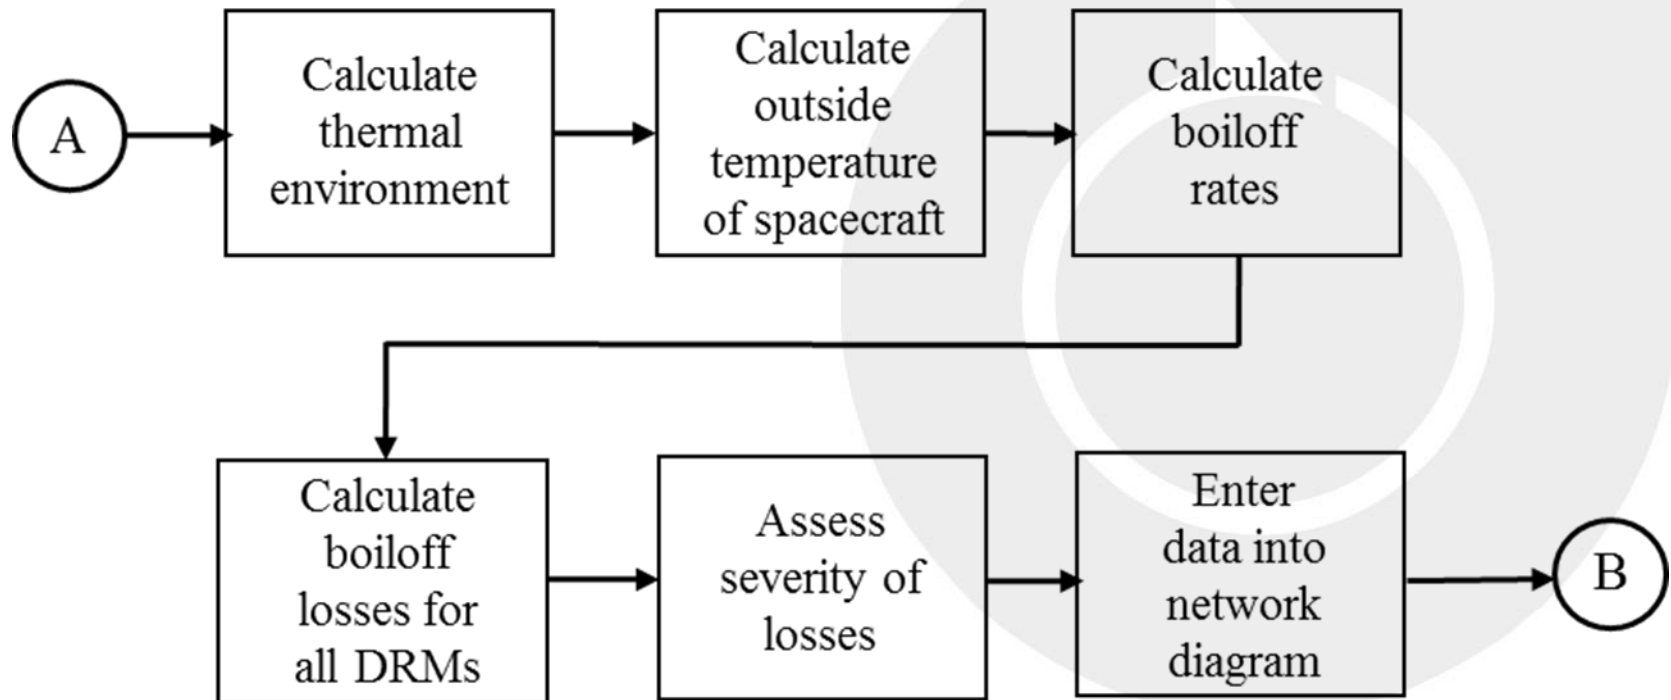 A
Calculate
thermal
environment
Calculate
outside
temperature
of spacecraft
Calculate
boiloff
rates
Calculate
boiloff
losses for
all DRMs
Assess
severity of
losses
Enter
data into
network
diagram
B